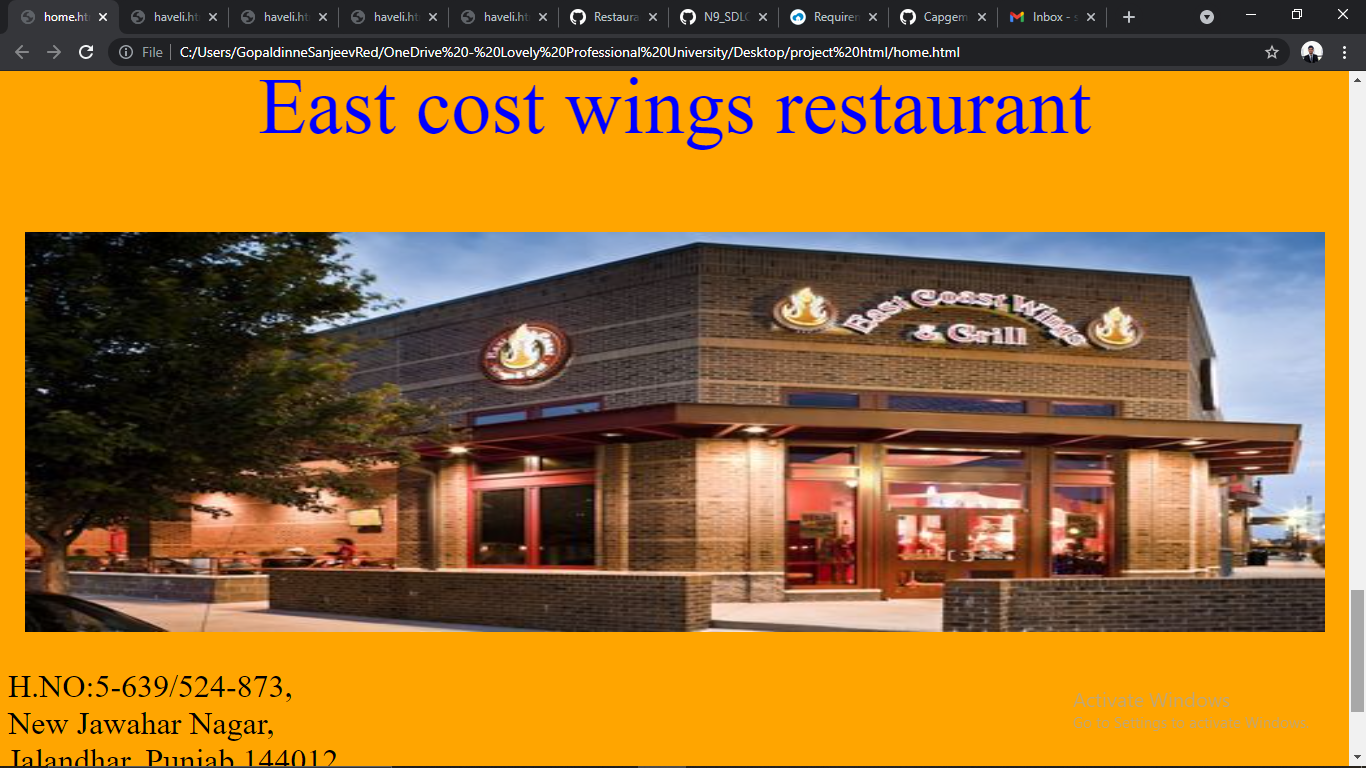 home.ht
haveli.ht
haveli.ht
haveli.ht
haveli.ht
Restaura
N9_SDLC
Requirem
Capgem
Inbox - s
File
C:/Users/GopaldinneSanjeevRed/OneDrive%20-%20Lovely%20Professional%20University/Desktop/project%20html/home.html
East cost wings restaurant
East Coast Wings
& Grill
H.NO:5-639/524-873,
New Jawahar Nagar,
Jalandhar, Punjab 144012
Activate Windows
Go to Settings to activate Windows.